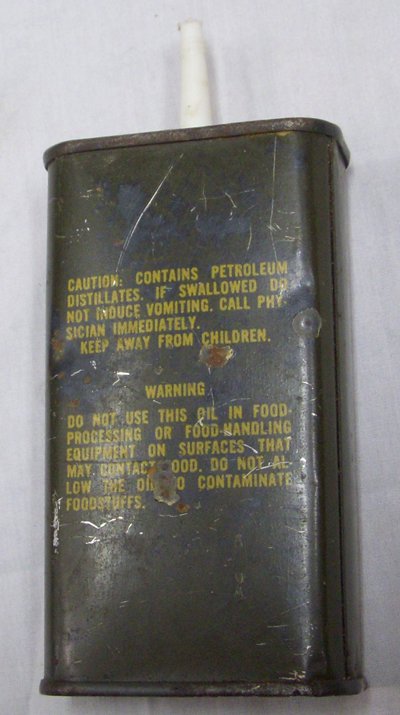 CAUTION: CONTAINS PETROLEUM
DISTILLATES. IF SWALLOWED DO
NOT INDUCE VOMITING. CALL PHY-
SICIAN IMMEDIATELY.
KEEP AWAY FROM CHILDREN.
WARNING
DO NOT USE THIS OIL IN FOOD-
PROCESSING OR FOOD-HANDLING
EQUIPMENT ON SURFACES THAT
MAY CONTACT FOOD. DO NOT AL-
LOW THE OIL TO CONTAMINATE
FOODSTUFFS.